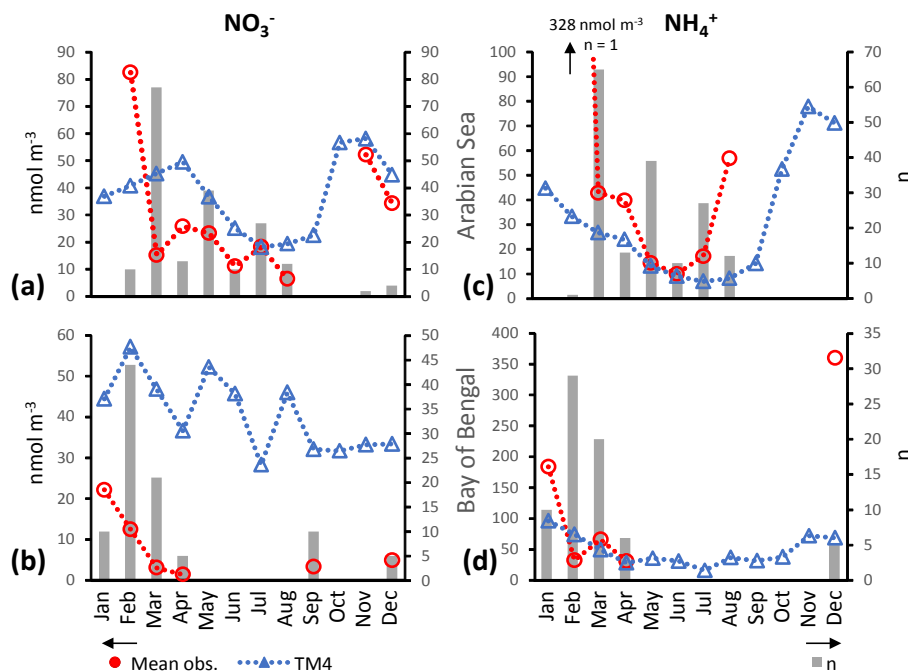 NO₃⁻
NH₄⁺
328 nmol m⁻³
n = 1
90 90
80 80
70 70
60 60
50 50
40 40
30 30
20 20
10 10
0 0
nmol m⁻³
(a)
100 70
90 60
80
70 50
60 40
50
40 30
30 20
20
10 10
0 0
Arabian Sea
n
(c)
60 50
45
50 40
40 35
30
30 25
20 20
15
10 10
5
0 0
nmol m⁻³
(b)
Jan Feb Mar Apr May Jun Jul Aug Sep Oct Nov Dec
400 35
350 30
300 25
250
200 20
150 15
100 10
50 5
0 0
Bay of Bengal
n
(d)
Jan Feb Mar Apr May Jun Jul Aug Sep Oct Nov Dec
Mean obs. TM4 n